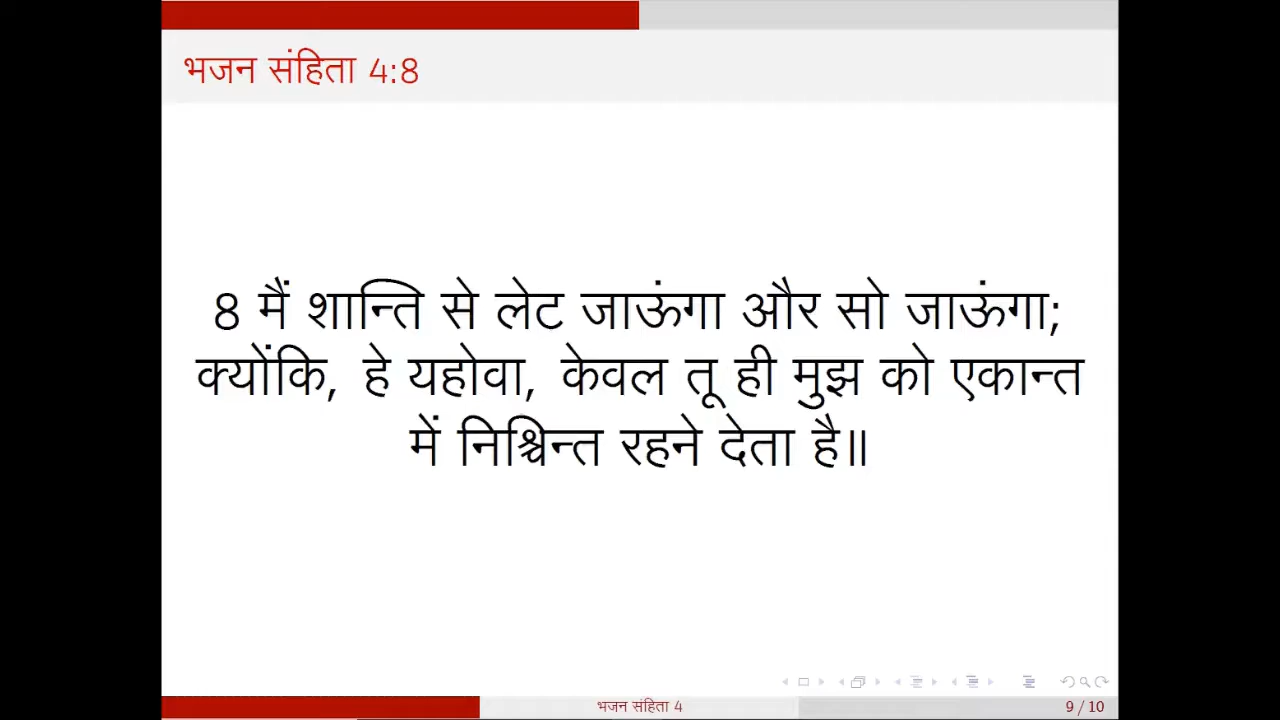 भजन संहिता 4:8
8 मैं शान्ति से लेट जाऊंगा और सो जाऊंगा;
क्योंकि, हे यहोवा, केवल तू ही मुझ को एकान्त
में निश्चिन्त रहने देता है॥
भजन संहिता 4
9 / 10